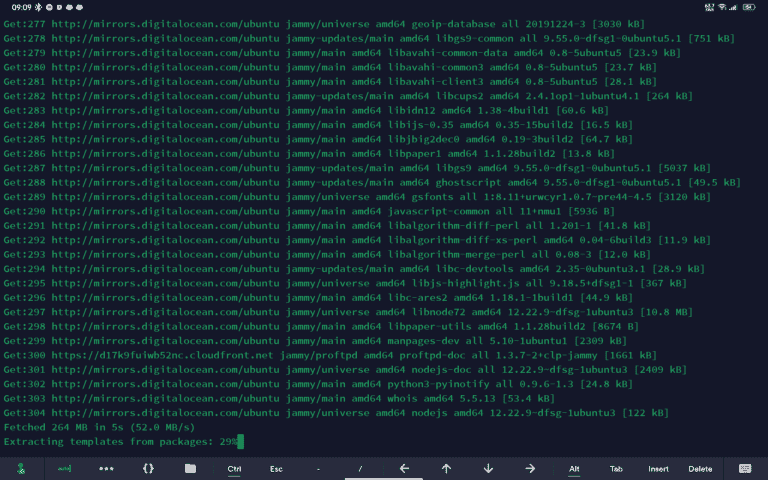 09:09
Get:277 http://mirrors.digitalocean.com/ubuntu jammy/universe amd64 geoip-database all 20191224-3 [3030 kB]
Get:278 http://mirrors.digitalocean.com/ubuntu jammy-updates/main amd64 libgs9-common all 9.55.0~dfsg1-0ubuntu5.1 [751 kB]
Get:279 http://mirrors.digitalocean.com/ubuntu jammy/main amd64 libavahi-common-data amd64 0.8-5ubuntu5 [23.9 kB]
Get:280 http://mirrors.digitalocean.com/ubuntu jammy/main amd64 libavahi-common3 amd64 0.8-5ubuntu5 [23.7 kB]
Get:281 http://mirrors.digitalocean.com/ubuntu jammy/main amd64 libavahi-client3 amd64 0.8-5ubuntu5 [28.1 kB]
Get:282 http://mirrors.digitalocean.com/ubuntu jammy-updates/main amd64 libcups2 amd64 2.4.1op1-1ubuntu4.1 [264 kB]
Get:283 http://mirrors.digitalocean.com/ubuntu jammy/main amd64 libidn12 amd64 1.38-4build1 [60.6 kB]
Get:284 http://mirrors.digitalocean.com/ubuntu jammy/main amd64 libijs-0.35 amd64 0.35-15build2 [16.5 kB]
Get:285 http://mirrors.digitalocean.com/ubuntu jammy/main amd64 libjbig2dec0 amd64 0.19-3build2 [64.7 kB]
Get:286 http://mirrors.digitalocean.com/ubuntu jammy/main amd64 libpaper1 amd64 1.1.28build2 [13.8 kB]
Get:287 http://mirrors.digitalocean.com/ubuntu jammy-updates/main amd64 libgs9 amd64 9.55.0~dfsg1-0ubuntu5.1 [5037 kB]
Get:288 http://mirrors.digitalocean.com/ubuntu jammy-updates/main amd64 ghostscript amd64 9.55.0~dfsg1-0ubuntu5.1 [49.5 kB]
Get:289 http://mirrors.digitalocean.com/ubuntu jammy/universe amd64 gsfonts all 1:8.11+urwcyr1.0.7~pre44-4.5 [3120 kB]
Get:290 http://mirrors.digitalocean.com/ubuntu jammy/main amd64 javascript-common all 11+nmu1 [5936 B]
Get:291 http://mirrors.digitalocean.com/ubuntu jammy/main amd64 libalgorithm-diff-perl all 1.201-1 [41.8 kB]
Get:292 http://mirrors.digitalocean.com/ubuntu jammy/main amd64 libalgorithm-diff-xs-perl amd64 0.04-6build3 [11.9 kB]
Get:293 http://mirrors.digitalocean.com/ubuntu jammy/main amd64 libalgorithm-merge-perl all 0.08-3 [12.0 kB]
Get:294 http://mirrors.digitalocean.com/ubuntu jammy-updates/main amd64 libc-devtools amd64 2.35-0ubuntu3.1 [28.9 kB]
Get:295 http://mirrors.digitalocean.com/ubuntu jammy/universe amd64 libjs-highlight.js all 9.18.5+dfsg1-1 [367 kB]
Get:296 http://mirrors.digitalocean.com/ubuntu jammy/main amd64 libc-ares2 amd64 1.18.1-1build1 [44.9 kB]
Get:297 http://mirrors.digitalocean.com/ubuntu jammy/universe amd64 libnode72 amd64 12.22.9~dfsg-1ubuntu3 [10.8 MB]
Get:298 http://mirrors.digitalocean.com/ubuntu jammy/main amd64 libpaper-utils amd64 1.1.28build2 [8674 B]
Get:299 http://mirrors.digitalocean.com/ubuntu jammy/main amd64 manpages-dev all 5.10-1ubuntu1 [2309 kB]
Get:300 https://d17k9fuiwb52nc.cloudfront.net jammy/proftpd amd64 proftpd-doc all 1.3.7-2+clp-jammy [1661 kB]
Get:301 http://mirrors.digitalocean.com/ubuntu jammy/universe amd64 nodejs-doc all 12.22.9~dfsg-1ubuntu3 [2409 kB]
Get:302 http://mirrors.digitalocean.com/ubuntu jammy/main amd64 python3-pyinotify all 0.9.6-1.3 [24.8 kB]
Get:303 http://mirrors.digitalocean.com/ubuntu jammy/main amd64 whois amd64 5.5.13 [53.4 kB]
Get:304 http://mirrors.digitalocean.com/ubuntu jammy/universe amd64 nodejs amd64 12.22.9~dfsg-1ubuntu3 [122 kB]
Fetched 264 MB in 5s (52.0 MB/s)
Extracting templates from packages: 29%
auto ••• {} Ctrl Esc - / ← ↑ ↓ → Alt Tab Insert Delete